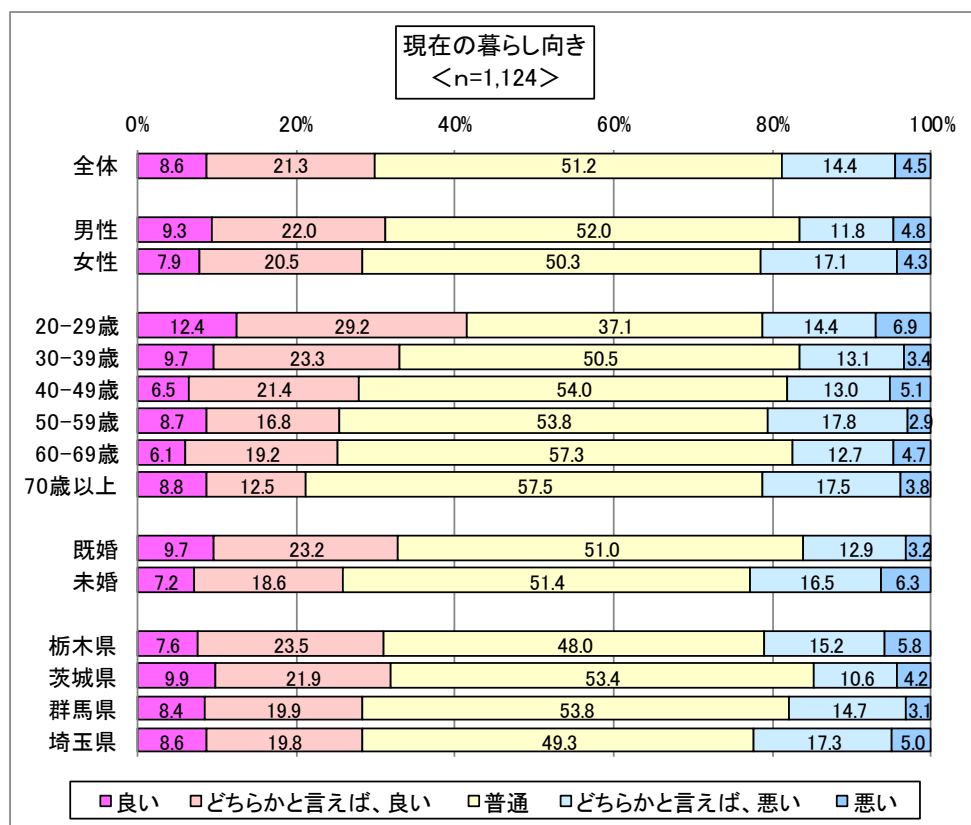 現在の暮らし向き
＜n=1,124＞
0% 20% 40% 60% 80% 100%
全体 8.6 21.3 51.2 14.4 4.5
男性 9.3 22.0 52.0 11.8 4.8
女性 7.9 20.5 50.3 17.1 4.3
20-29歳 12.4 29.2 37.1 14.4 6.9
30-39歳 9.7 23.3 50.5 13.1 3.4
40-49歳 6.5 21.4 54.0 13.0 5.1
50-59歳 8.7 16.8 53.8 17.8 2.9
60-69歳 6.1 19.2 57.3 12.7 4.7
70歳以上 8.8 12.5 57.5 17.5 3.8
既婚 9.7 23.2 51.0 12.9 3.2
未婚 7.2 18.6 51.4 16.5 6.3
栃木県 7.6 23.5 48.0 15.2 5.8
茨城県 9.9 21.9 53.4 10.6 4.2
群馬県 8.4 19.9 53.8 14.7 3.1
埼玉県 8.6 19.8 49.3 17.3 5.0
良い どちらかと言えば、良い 普通 どちらかと言えば、悪い 悪い